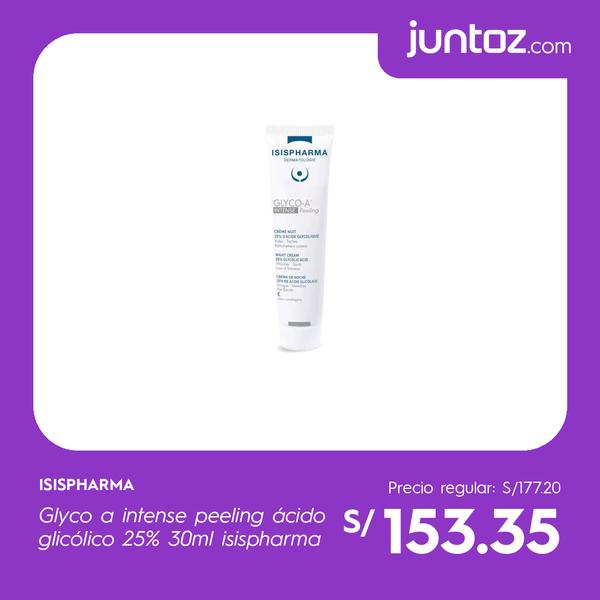 juntoz.com
ISISPHARMA
DERMATOLOGIE
GLYCO-A
INTENSE Peeling
CRÈME NUIT
25% D'ACIDE GLYCOLIQUE
NIGHT CREAM
25% GLYCOLIC ACID
CREMA DE NOCHE
25% DE ÁCIDO GLICÓLICO
ISISPHARMA
Precio regular: S/177.20
Glyco a intense peeling ácido
glicólico 25% 30ml isispharma
S/ 153.35